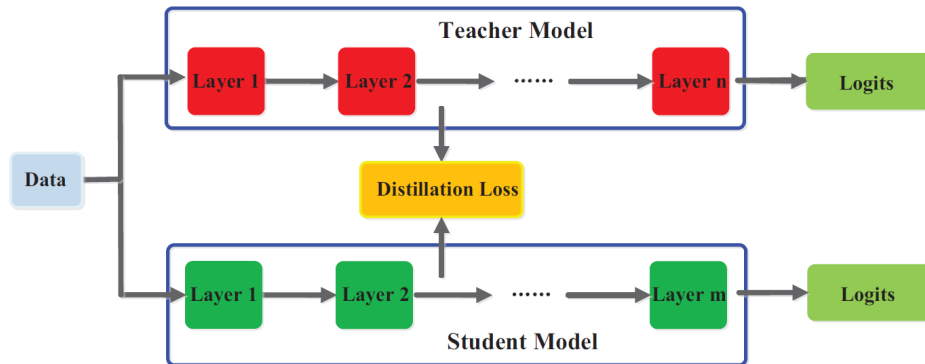 Teacher Model
Layer 1
Layer 2
......
Layer n
Logits
Data
Distillation Loss
Layer 1
Layer 2
......
Layer m
Logits
Student Model